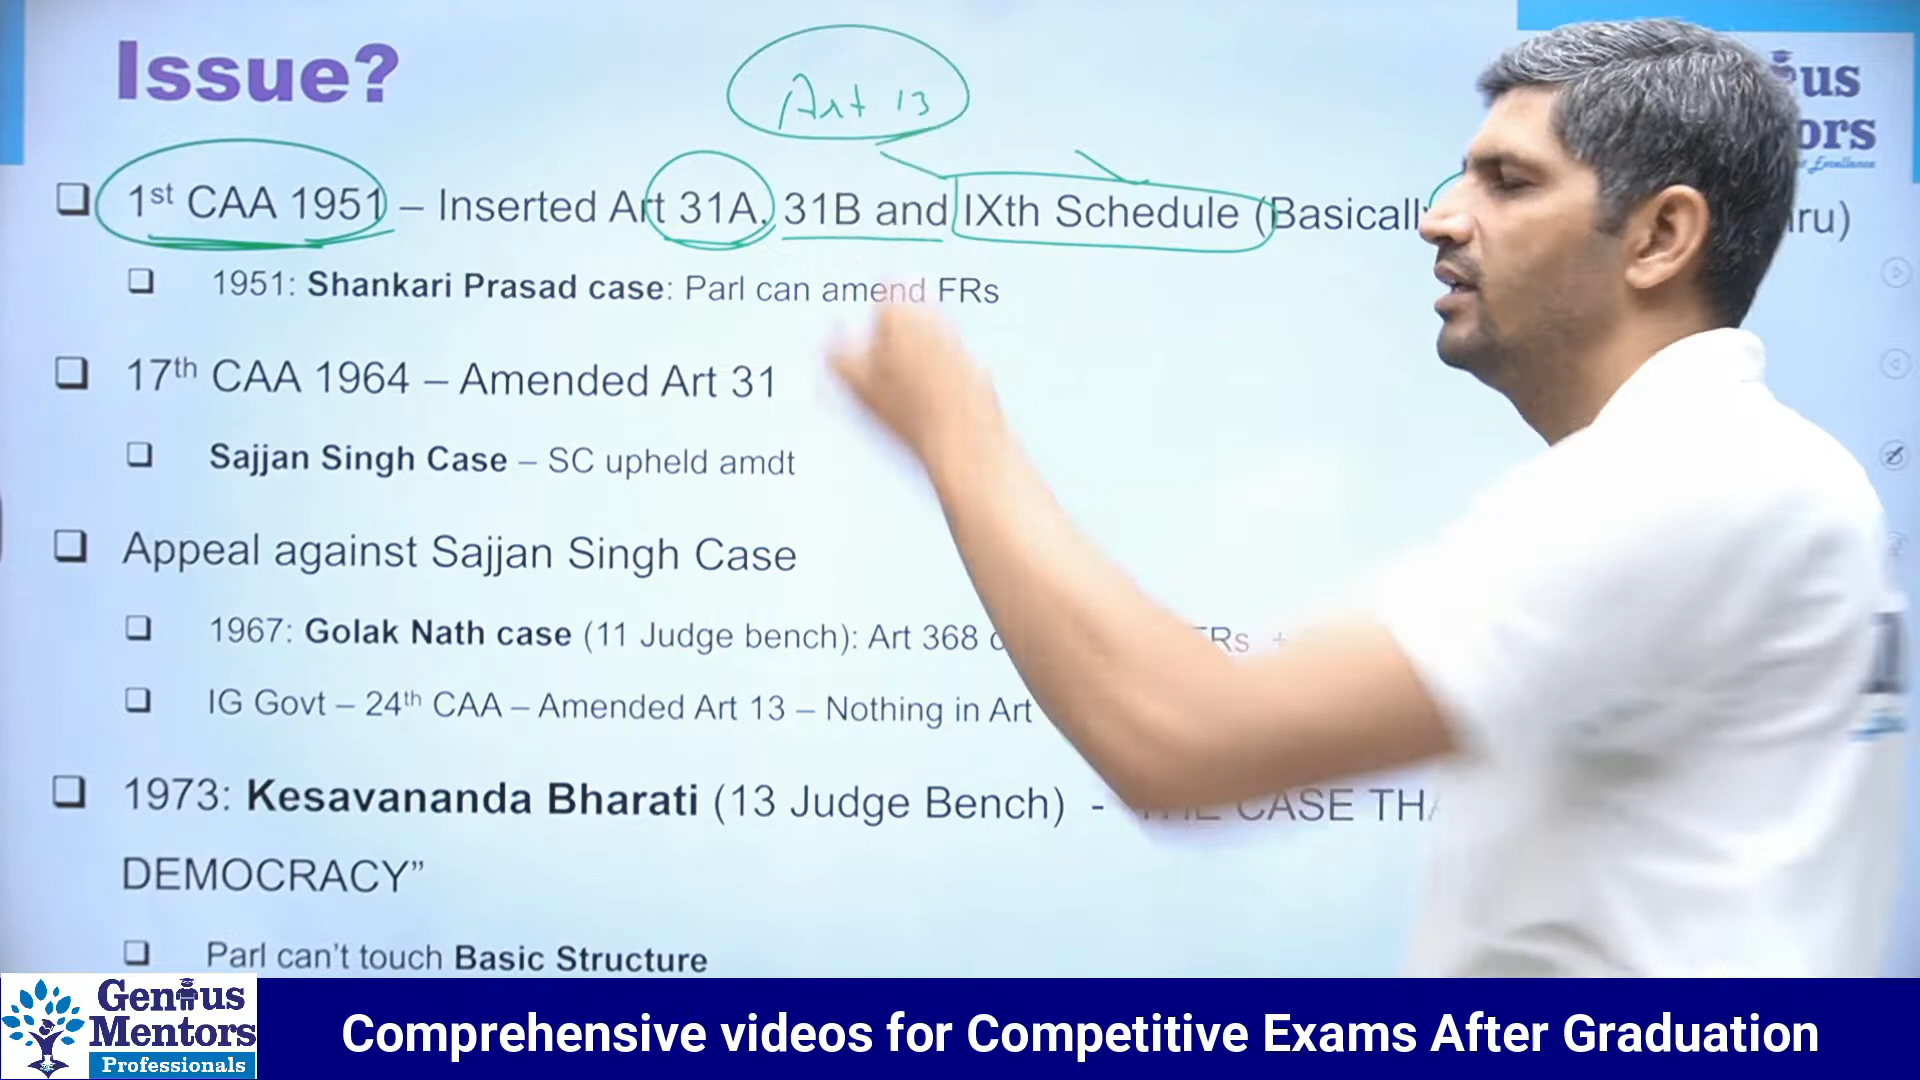 Issue?
Art 13
1st CAA 1951 – Inserted Art 31A, 31B and IXth Schedule (Basicall ru)
1951: Shankari Prasad case: Parl can amend FRs
17th CAA 1964 – Amended Art 31
Sajjan Singh Case – SC upheld amdt
Appeal against Sajjan Singh Case
1967: Golak Nath case (11 Judge bench): Art 368 Rs +
IG Govt – 24th CAA – Amended Art 13 – Nothing in Art
1973: Kesavananda Bharati (13 Judge Bench) - CASE TH
DEMOCRACY”
Parl can't touch Basic Structure
us
ors
Excellence
Genius
Mentors
Professionals
Comprehensive videos for Competitive Exams After Graduation